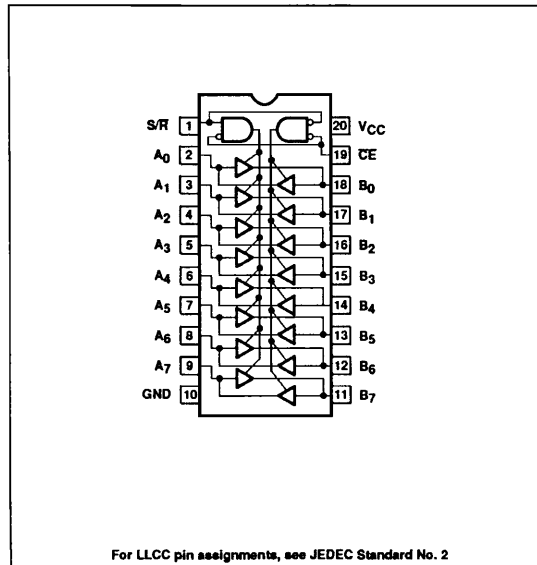 S/R̅ 1 20 VCC
A0 2 19 C̅E̅
A1 3 18 B0
A2 4 17 B1
A3 5 16 B2
A4 6 15 B3
A5 7 14 B4
A6 8 13 B5
A7 9 12 B6
GND 10 11 B7
For LLCC pin assignments, see JEDEC Standard No. 2